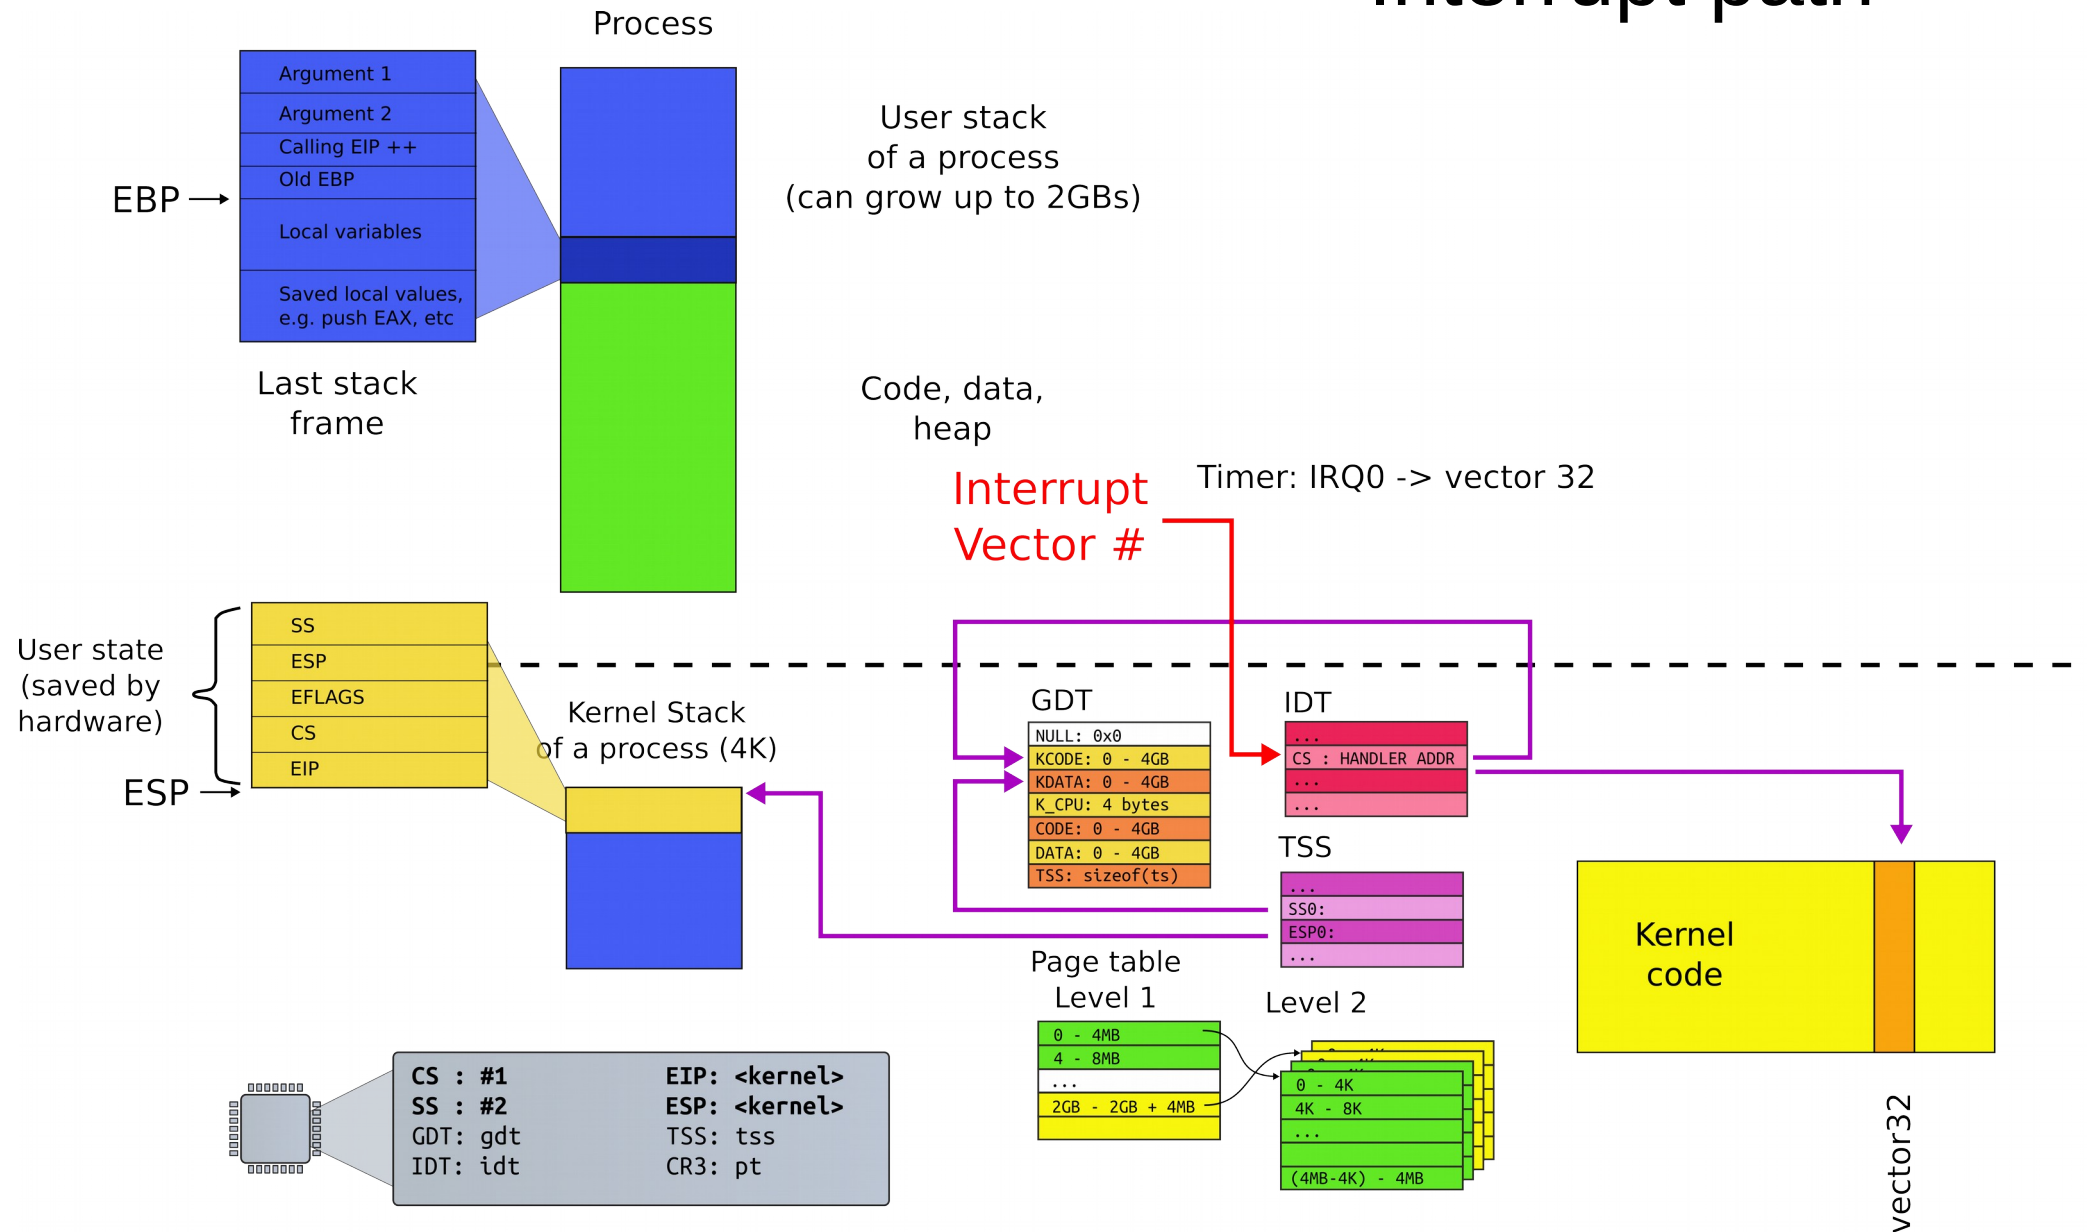 Interrupt path
Process
Argument 1
Argument 2
Calling EIP ++
Old EBP
EBP
Local variables
Saved local values,
e.g. push EAX, etc
Last stack
frame
User stack
of a process
(can grow up to 2GBs)
Code, data,
heap
Interrupt
Vector #
Timer: IRQ0 -> vector 32
User state
(saved by
hardware)
SS
ESP
EFLAGS
CS
EIP
ESP
Kernel Stack
of a process (4K)
GDT
NULL: 0x0
KCODE: 0 - 4GB
KDATA: 0 - 4GB
K_CPU: 4 bytes
CODE: 0 - 4GB
DATA: 0 - 4GB
TSS: sizeof(ts)
IDT
...
CS : HANDLER ADDR
...
...
TSS
...
SS0:
ESP0:
...
Kernel
code
vector32
Page table
Level 1
0 - 4MB
4 - 8MB
...
2GB - 2GB + 4MB
Level 2
0 - 4K
4K - 8K
...
(4MB-4K) - 4MB
CS : #1
EIP: <kernel>
SS : #2
ESP: <kernel>
GDT: gdt
TSS: tss
IDT: idt
CR3: pt